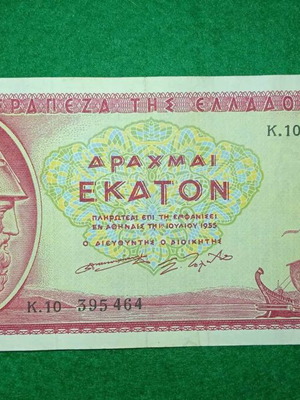 ΤΡΑΠΕΖΑ ΤΗΣ ΕΛΛΑΔΟ
Κ.10
ΔΡΑΧΜΑΙ
ΕΚΑΤΟΝ
ΠΛΗΡΩΤΕΑΙ ΕΠΙ ΤΗ ΕΜΦΑΝΙΣΕΙ
ΕΝ ΑΘΗΝΑΙΣ ΤΗ 1 ΙΟΥΛΙΟΥ 1955
Ο ΔΙΕΥΘΥΝΤΗΣ Ο ΔΙΟΙΚΗΤΗΣ
Κ.10 395464